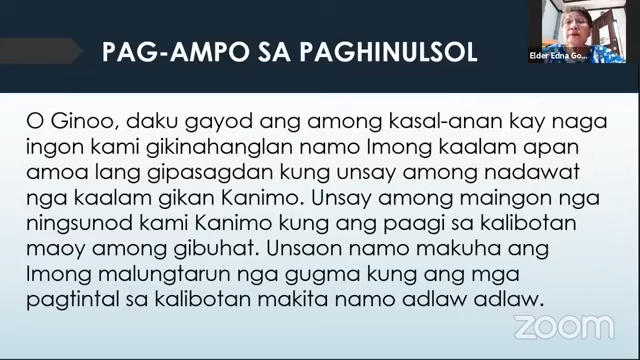 PAG-AMPO SA PAGHINULSOL
Elder Edna Go...
O Ginoo, daku gayod ang among kasal-anan kay naga
ingon kami gikinahanglan namo Imong kaalam apan
amoa lang gipasagdan kung unsay among nadawat
nga kaalam gikan Kanimo. Unsay among maingon nga
ningsunod kami Kanimo kung ang paagi sa kalibotan
maoy among gibuhat. Unsaon namo makuha ang
Imong malungtarun nga gugma kung ang mga
pagtintal sa kalibotan makita namo adlaw adlaw.
zoom